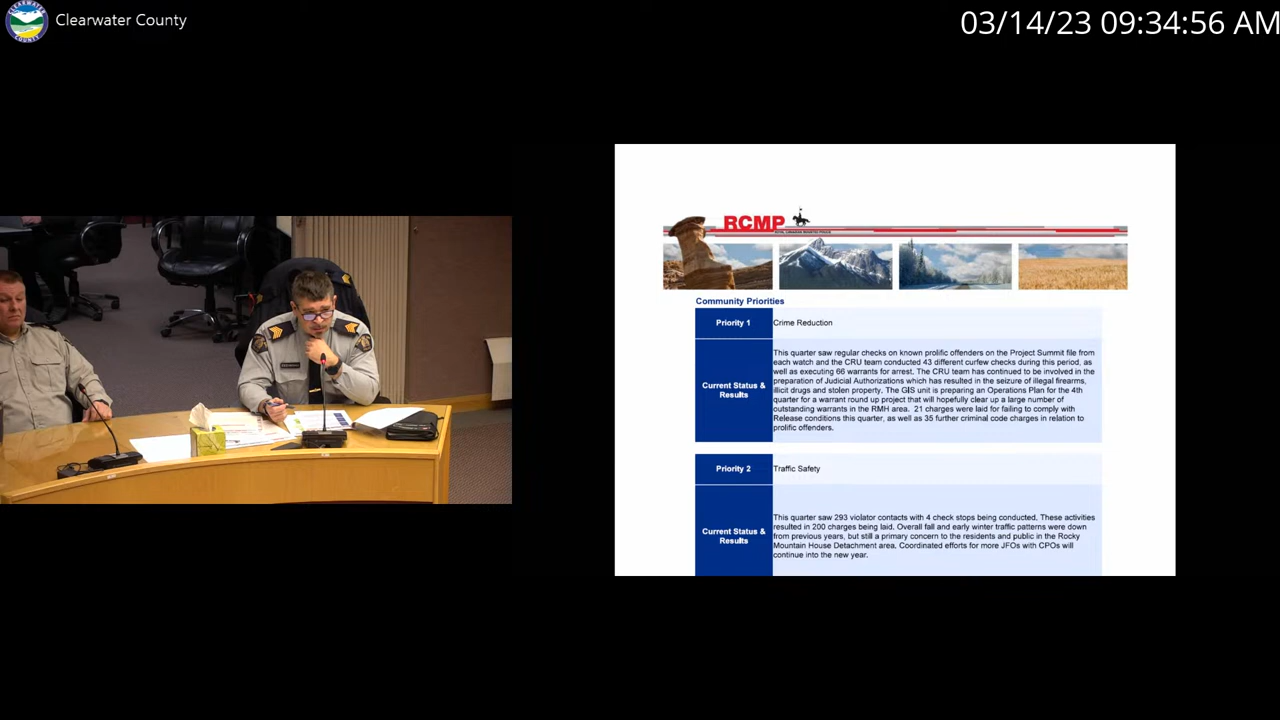 Clearwater County
03/14/23 09:34:56 AM
CLEARWATER
COUNTY
RCMP
Community Priorities
Priority 1
Crime Reduction
Current Status &
Results
This quarter saw regular checks on known prolific offenders on the Project Summit file from
each watch and the CRU team conducted 43 different curfew checks during this period, as
well as executing 66 warrants for arrest. The CRU team has continued to be involved in the
preparation of Judicial Authorizations which has resulted in the seizure of illegal firearms,
illicit drugs and stolen property. The GIS unit is preparing an Operations Plan for the 4th
quarter for a warrant round up project that will hopefully clear up a large number of
outstanding warrants in the RMH area.  21 charges were laid for failing to comply with
Release conditions this quarter, as well as 35 further criminal code charges in relation to
prolific offenders.
Priority 2
Traffic Safety
Current Status &
Results
This quarter saw 293 violator contacts with 4 check stops being conducted. These activities
resulted in 200 charges being laid. Overall fall and early winter traffic patterns were down
from previous years, but still a primary concern to the residents and public in the Rocky
Mountain House Detachment area. Coordinated efforts for more JFOs with CPOs will
continue into the new year.